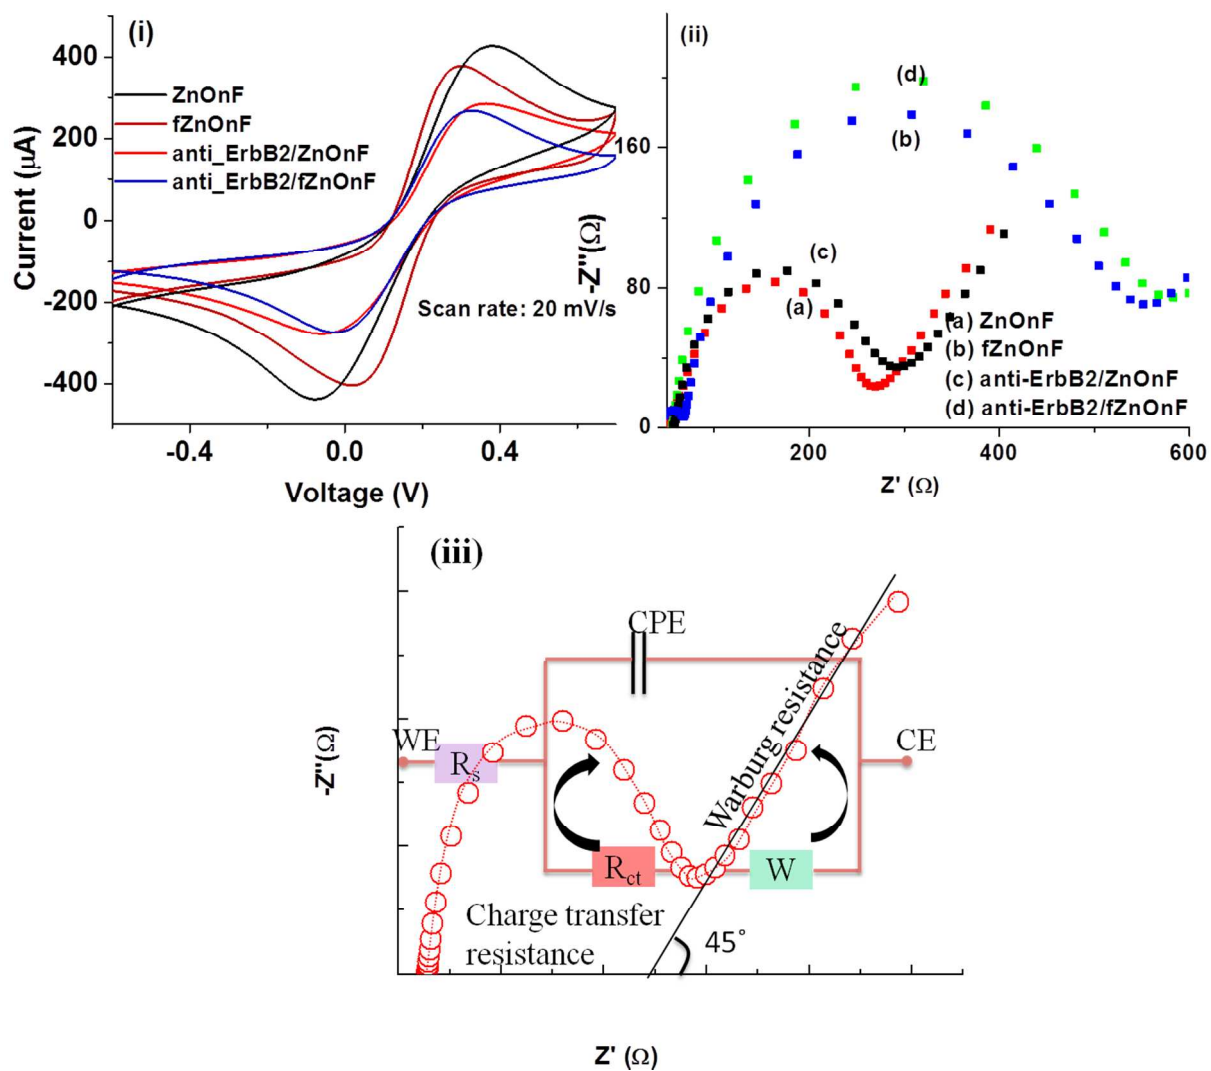 (i)
400
200
0
-200
-400
Current (μA)
ZnOnF
fZnOnF
anti_ErbB2/ZnOnF
anti_ErbB2/fZnOnF
Scan rate: 20 mV/s
-0.4
0.0
0.4
Voltage (V)
(ii)
160
80
0
-Z''(Ω)
(d)
(b)
(c)
(a)
(a) ZnOnF
(b) fZnOnF
(c) anti-ErbB2/ZnOnF
(d) anti-ErbB2/fZnOnF
200
400
600
Z' (Ω)
(iii)
-Z''(Ω)
CPE
WE
Rs
CE
Warburg resistance
Rct
W
Charge transfer
resistance
45°
Z' (Ω)